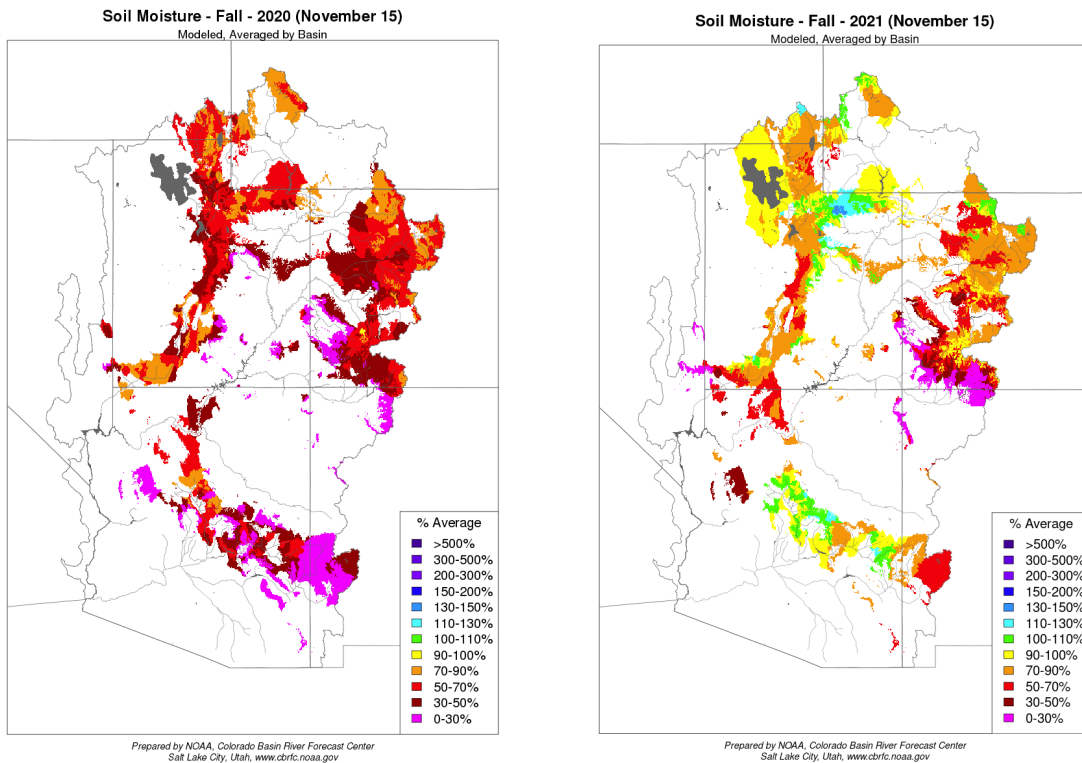 Soil Moisture - Fall - 2020 (November 15)
Modeled, Averaged by Basin
% Average
>500%
300-500%
200-300%
150-200%
130-150%
110-130%
100-110%
90-100%
70-90%
50-70%
30-50%
0-30%
Prepared by NOAA, Colorado Basin River Forecast Center
Salt Lake City, Utah, www.cbrfc.noaa.gov
Soil Moisture - Fall - 2021 (November 15)
Modeled, Averaged by Basin
% Average
>500%
300-500%
200-300%
150-200%
130-150%
110-130%
100-110%
90-100%
70-90%
50-70%
30-50%
0-30%
Prepared by NOAA, Colorado Basin River Forecast Center
Salt Lake City, Utah, www.cbrfc.noaa.gov